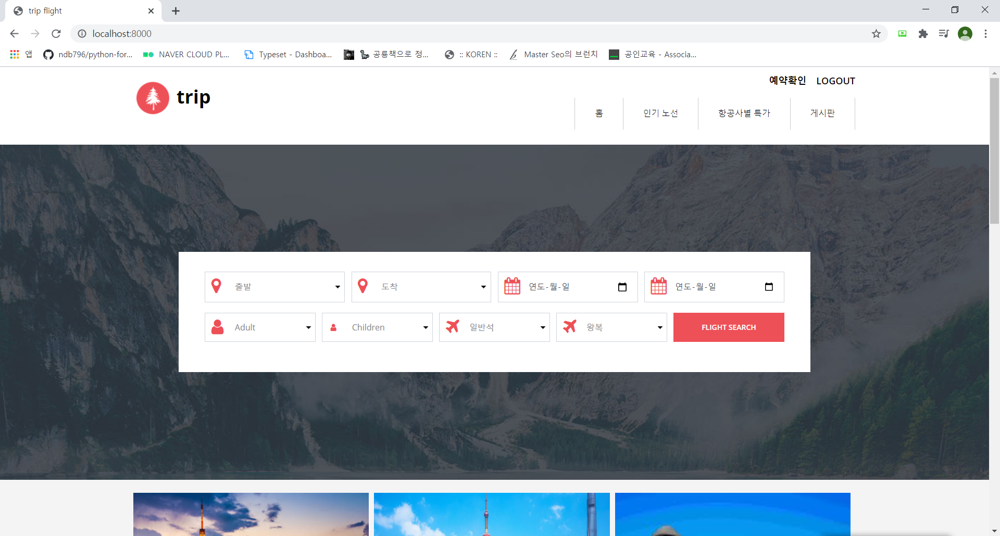 trip flight
localhost:8000
앱 ndb796/python-for... NAVER CLOUD PL... Typeset - Dashboa... 공룡책으로 정... :: KOREN :: Master Seo의 브런치 공인교육 - Associa...
예약확인 LOGOUT
trip
홈 인기 노선 항공사별 특가 게시판
출발 도착 연도-월-일 연도-월-일
Adult Children 일반석 왕복 FLIGHT SEARCH